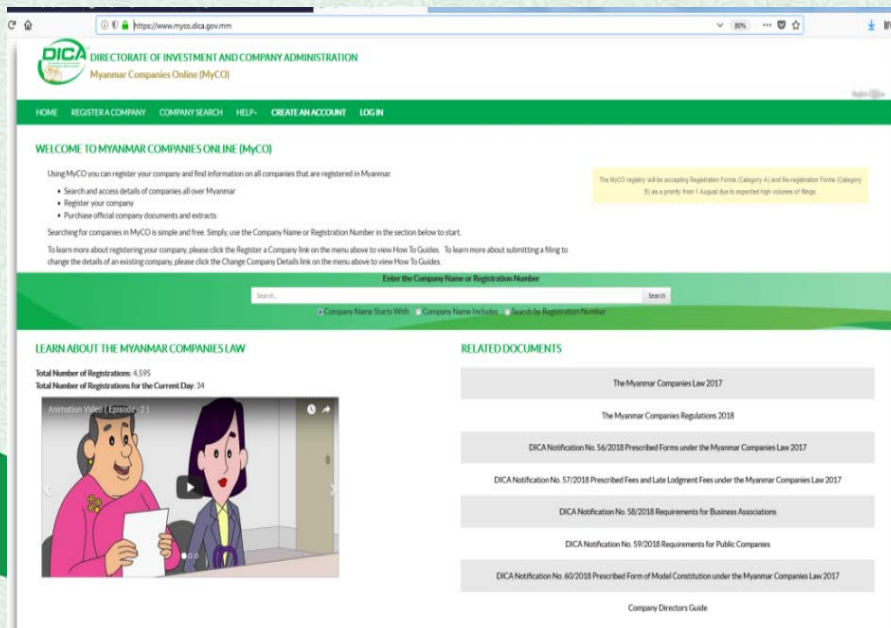 https://www.myco.dica.gov.mm
80%
DICA
DIRECTORATE OF INVESTMENT AND COMPANY ADMINISTRATION
Myanmar Companies Online (MyCO)
HOME REGISTER A COMPANY COMPANY SEARCH HELP CREATE AN ACCOUNT LOG IN
WELCOME TO MYANMAR COMPANIES ONLINE (MyCO)
Using MyCO you can register your company and find information on all companies that are registered in Myanmar.
• Search and access details of companies all over Myanmar
• Register your company
• Purchase official company documents and extracts
Searching for companies in MyCO is simple and free. Simply, use the Company Name or Registration Number in the section below to start.
To learn more about registering your company, please click the Register a Company link on the menu above to view How To Guides. To learn more about submitting a filing to
change the details of an existing company, please click the Change Company Details link on the menu above to view How To Guides.
The MyCO registry will be accepting Registration Forms (Category A) and Re-registration Forms (Category
B) as a priority from 1 August due to expected high volumes of filings.
Enter the Company Name or Registration Number
Search...
Search
Company Name Starts With Company Name Includes Search by Registration Number
LEARN ABOUT THE MYANMAR COMPANIES LAW
Total Number of Registrations: 4,595
Total Number of Registrations for the Current Day: 34
Animation Video ( Episode - 2 )
RELATED DOCUMENTS
The Myanmar Companies Law 2017
The Myanmar Companies Regulations 2018
DICA Notification No. 56/2018 Prescribed Forms under the Myanmar Companies Law 2017
DICA Notification No. 57/2018 Prescribed Fees and Late Lodgment Fees under the Myanmar Companies Law 2017
DICA Notification No. 58/2018 Requirements for Business Associations
DICA Notification No. 59/2018 Requirements for Public Companies
DICA Notification No. 60/2018 Prescribed Form of Model Constitution under the Myanmar Companies Law 2017
Company Directors Guide